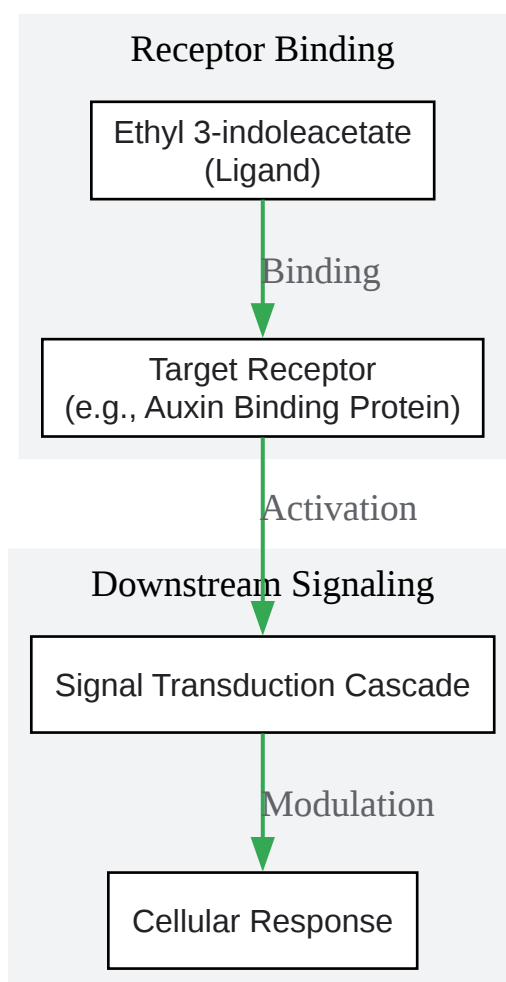 Receptor Binding
Ethyl 3-indoleacetate
(Ligand)
Binding
Target Receptor
(e.g., Auxin Binding Protein)
Activation
Downstream Signaling
Signal Transduction Cascade
Modulation
Cellular Response